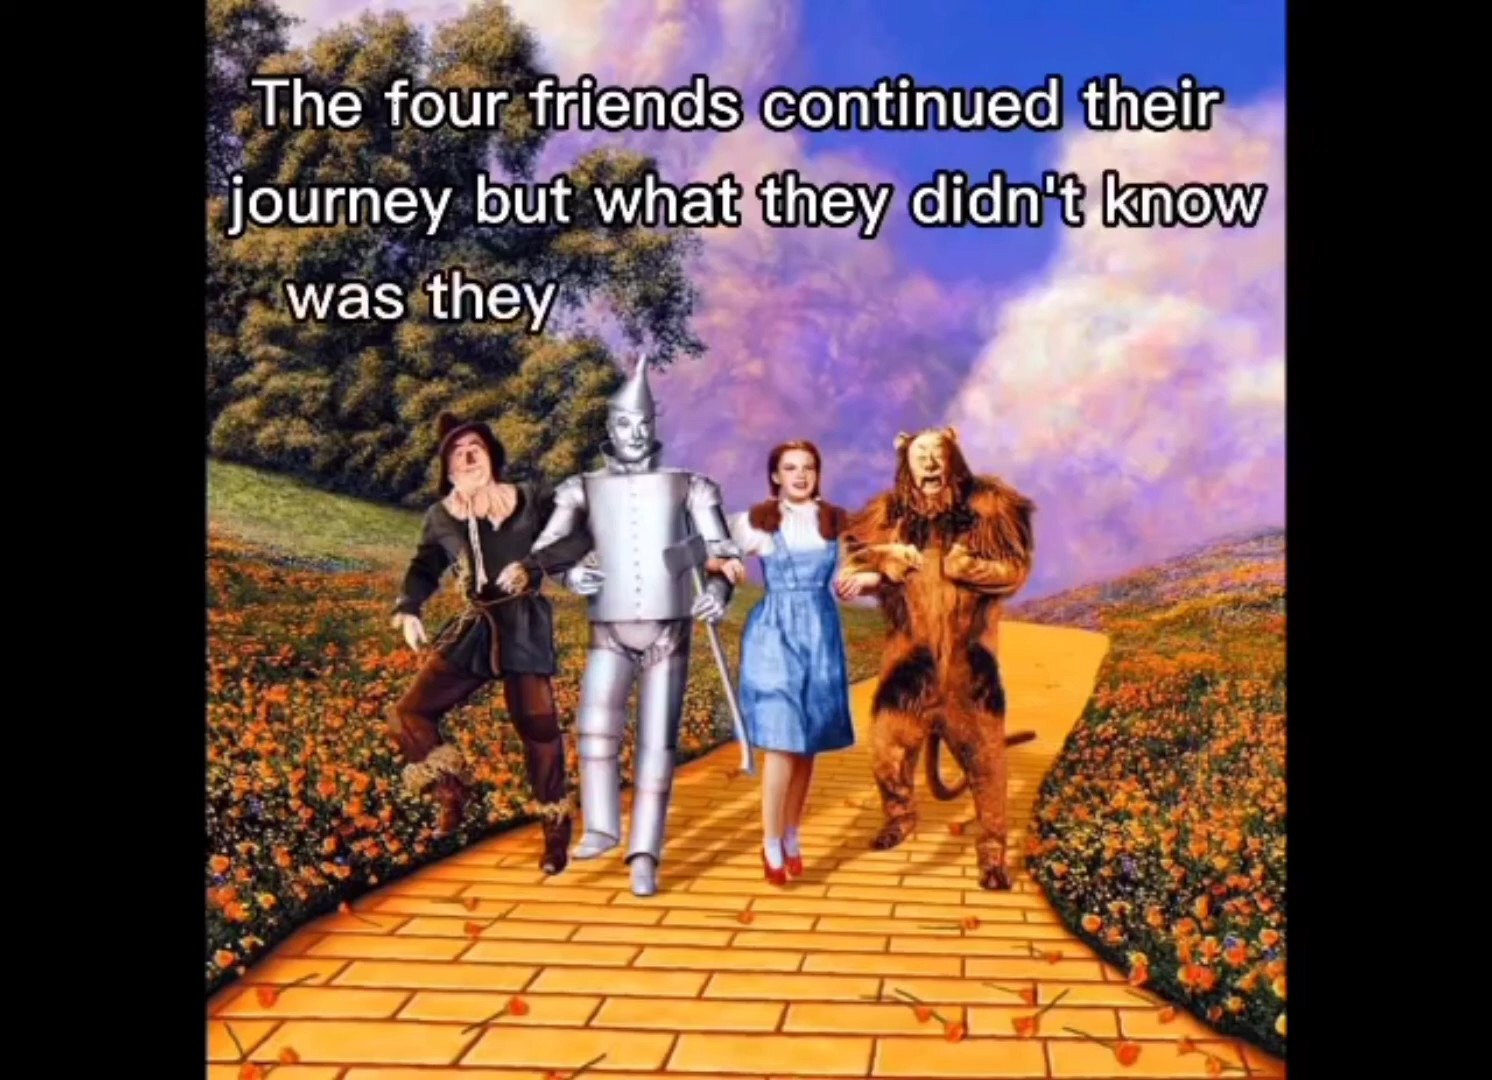 The four friends continued their
journey but what they didn't know
was they